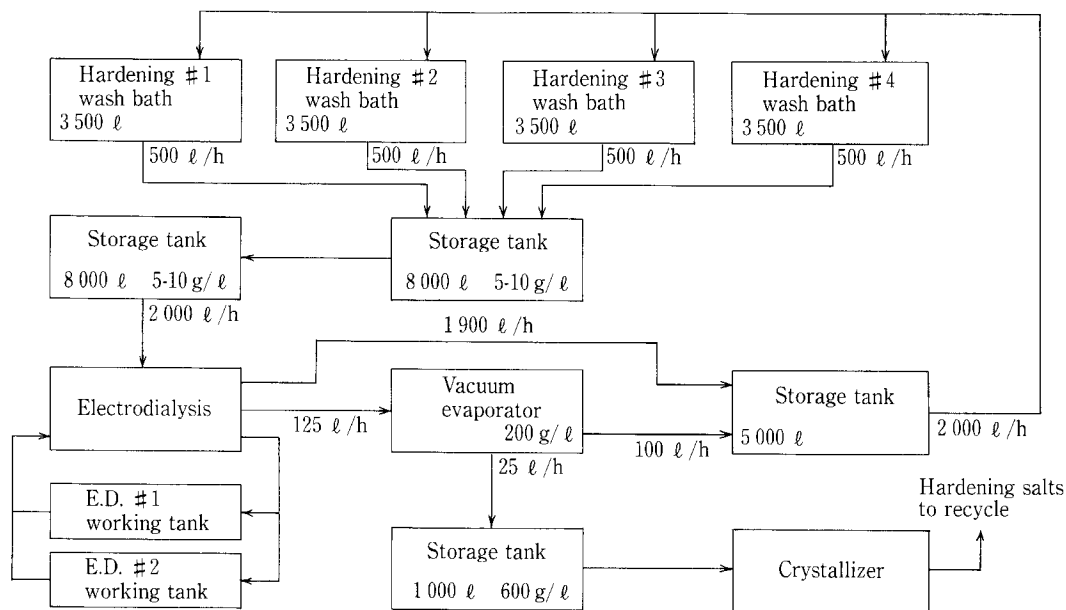 Hardening #1
wash bath
3 500 ℓ
Hardening #2
wash bath
3 500 ℓ
Hardening #3
wash bath
3 500 ℓ
Hardening #4
wash bath
3 500 ℓ
500 ℓ/h
500 ℓ/h
500 ℓ/h
500 ℓ/h
Storage tank
8 000 ℓ 5-10 g/ℓ
Storage tank
8 000 ℓ 5-10 g/ℓ
2 000 ℓ/h
1 900 ℓ/h
Electrodialysis
125 ℓ/h
Vacuum
evaporator
200 g/ℓ
100 ℓ/h
25 ℓ/h
Storage tank
5 000 ℓ
2 000 ℓ/h
E.D. #1
working tank
E.D. #2
working tank
Storage tank
1 000 ℓ 600 g/ℓ
Crystallizer
Hardening salts
to recycle